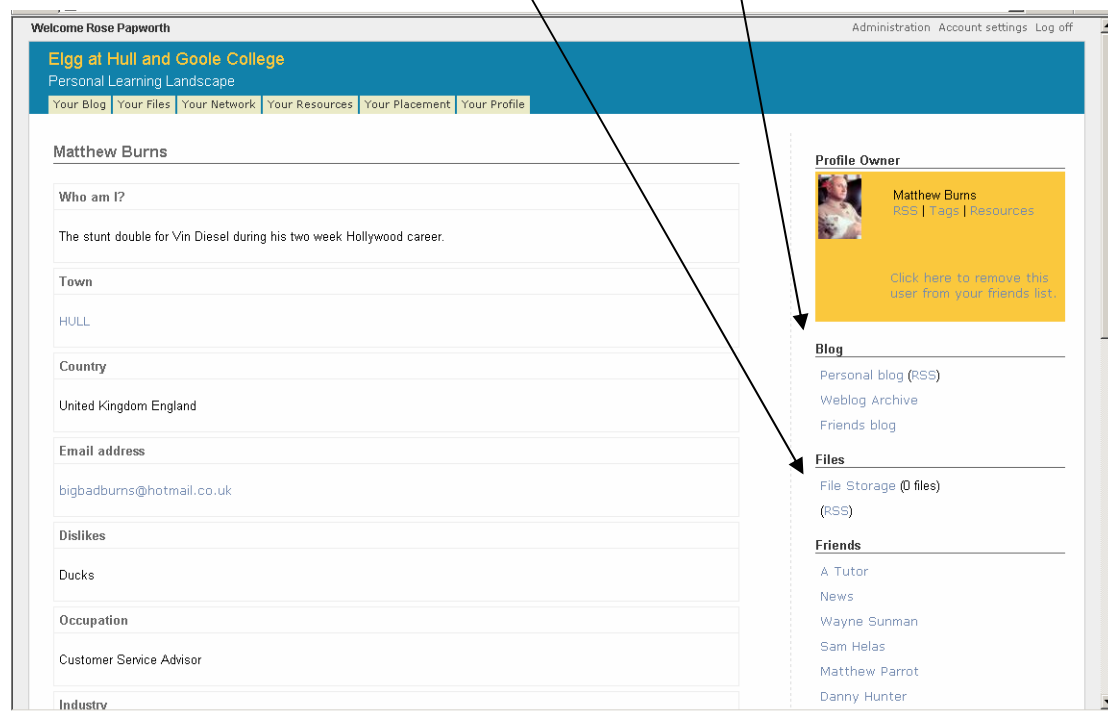 Welcome Rose Papworth
Administration Account settings Log off
Elgg at Hull and Goole College
Personal Learning Landscape
Your Blog Your Files Your Network Your Resources Your Placement Your Profile
Matthew Burns
Who am I?
The stunt double for Vin Diesel during his two week Hollywood career.
Town
HULL
Country
United Kingdom England
Email address
bigbadburns@hotmail.co.uk
Dislikes
Ducks
Occupation
Customer Service Advisor
Industry
Profile Owner
Matthew Burns
RSS | Tags | Resources
Click here to remove this
user from your friends list.
Blog
Personal blog (RSS)
Weblog Archive
Friends blog
Files
File Storage (0 files)
(RSS)
Friends
A Tutor
News
Wayne Sunman
Sam Helas
Matthew Parrot
Danny Hunter